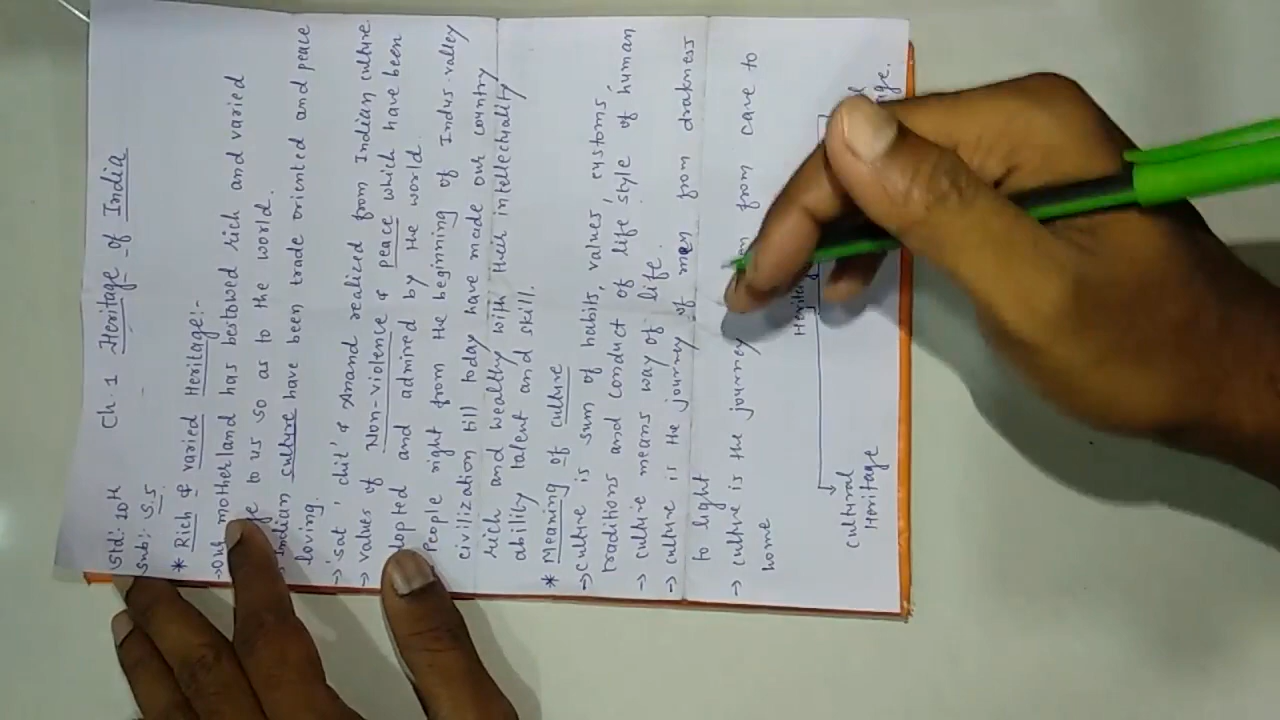 Std: 10th Ch. 1 Heritage of India
Sub: S.S
* Rich & varied Heritage:-
→ Our motherland has bestowed rich and varied
to us so as to the world.
→ Indian culture have been trade oriented and peace
loving.
→ 'sat', 'chit' & 'Anand realized from Indian culture.
→ values of Non-violence & peace which have been
adopted and admired by the world.
People right from the beginning of Indus valley
civilization till today have made our country
rich and wealthy with their intellectuality
ability talent and skill.
* Meaning of culture
→ culture is sum of habits, values, customs,
traditions and conduct of life style of human
→ culture means way of life.
→ culture is the journey of men from drakness
to light
→ culture is the journey from cave to
home
Cultural
Heritage